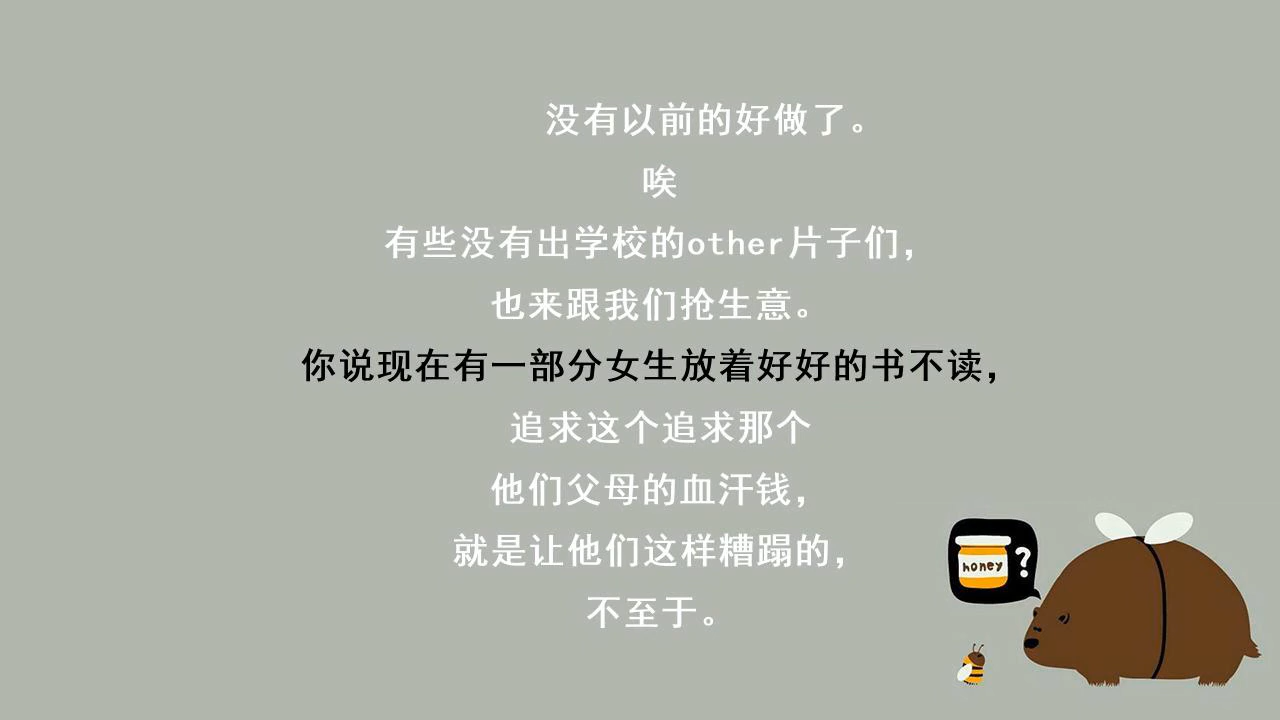 没有以前的好做了。
唉
有些没有出学校的other片子们，
也来跟我们抢生意。
你说现在有一部分女生放着好好的书不读，
追求这个追求那个
他们父母的血汗钱，
就是让他们这样糟蹋的，
不至于。
honey ?